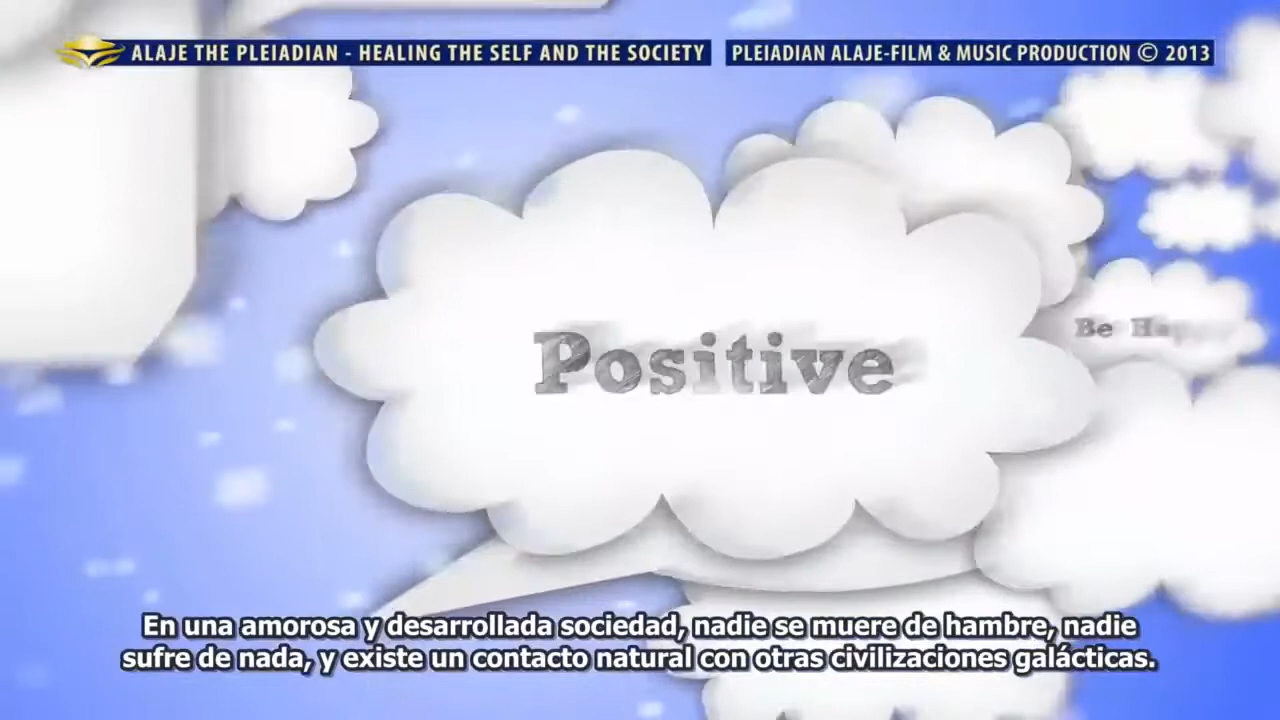 ALAJE THE PLEIADIAN - HEALING THE SELF AND THE SOCIETY
PLEIADIAN ALAJE-FILM & MUSIC PRODUCTION © 2013
Positive
Be
En una amorosa y desarrollada sociedad, nadie se muere de hambre, nadie
sufre de nada, y existe un contacto natural con otras civilizaciones galácticas.